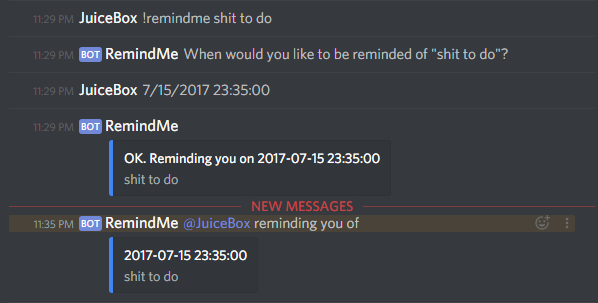 11:29 PM JuiceBox !remindme shit to do
11:29 PM BOT RemindMe When would you like to be reminded of "shit to do"?
11:29 PM JuiceBox 7/15/2017 23:35:00
11:29 PM BOT RemindMe
OK. Reminding you on 2017-07-15 23:35:00
shit to do
NEW MESSAGES
11:35 PM BOT RemindMe @JuiceBox reminding you of
2017-07-15 23:35:00
shit to do